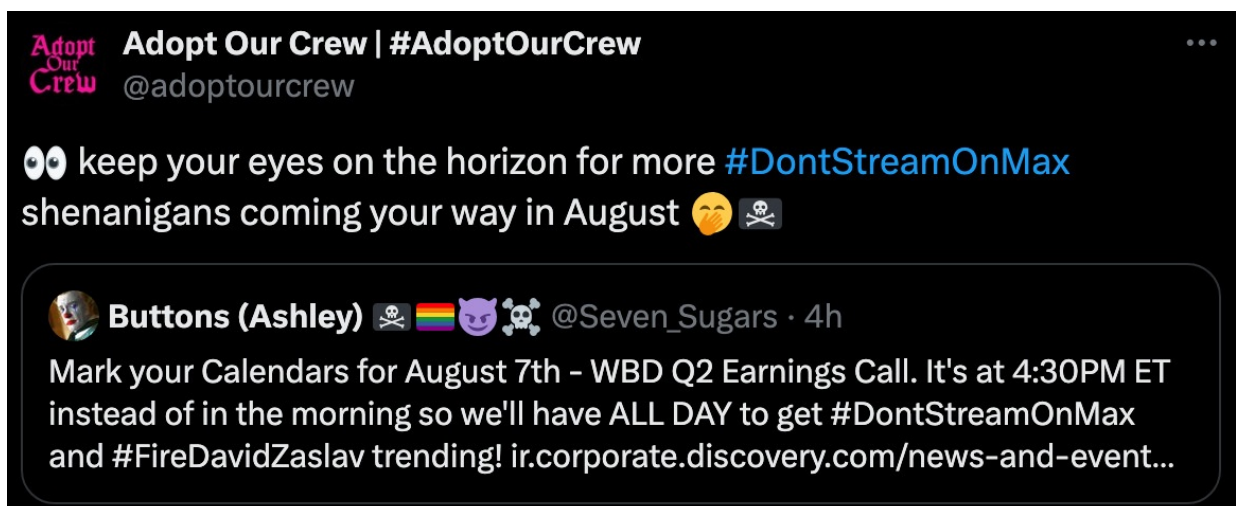 Adopt
Our
Crew
Adopt Our Crew | #AdoptOurCrew
@adoptourcrew
👀 keep your eyes on the horizon for more #DontStreamOnMax
shenanigans coming your way in August 🤭🏴‍☠️
Buttons (Ashley) 🏴‍☠️🏳️‍🌈😈☠️ @Seven_Sugars · 4h
Mark your Calendars for August 7th - WBD Q2 Earnings Call. It's at 4:30PM ET
instead of in the morning so we'll have ALL DAY to get #DontStreamOnMax
and #FireDavidZaslav trending! ir.corporate.discovery.com/news-and-event...